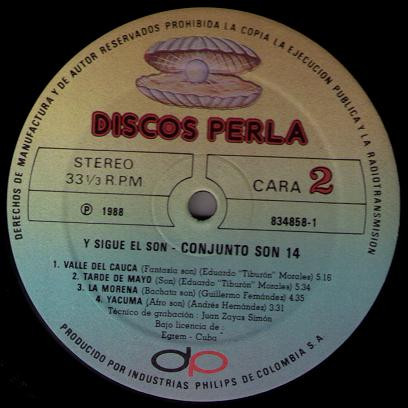 DERECHOS DE MANUFACTURA Y DE AUTOR RESERVADOS PROHIBIDA LA COPIA LA EJECUCION PUBLICA Y LA RADIOTRANSMISION
DISCOS PERLA
STEREO
33 1/3 R.P.M
CARA 2
Ⓟ 1988
834858-1
Y SIGUE EL SON - CONJUNTO SON 14
1. VALLE DEL CAUCA (Fantasía son) (Eduardo "Tiburón" Morales) 5.16
2. TARDE DE MAYO (Son) (Eduardo "Tiburón" Morales) 5.34
3. LA MORENA (Bachata son) (Guillermo Fernández) 4.35
4. YACUMA (Afro son) (Andrés Hernández) 3.31
Técnico de grabación: Juan Zayas Simón
Bajo licencia de:
Egrem - Cuba
dp
PRODUCIDO POR INDUSTRIAS PHILIPS DE COLOMBIA S A